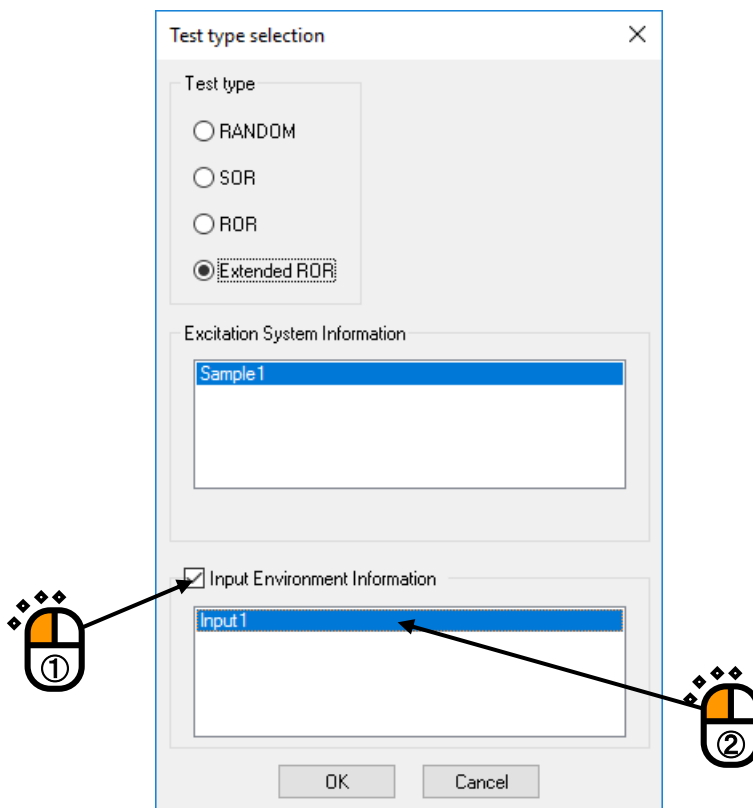 Test type selection
Test type
RANDOM
SOR
ROR
Extended ROR
Excitation System Information
Sample1
Input Environment Information
Input1
①
②
OK
Cancel